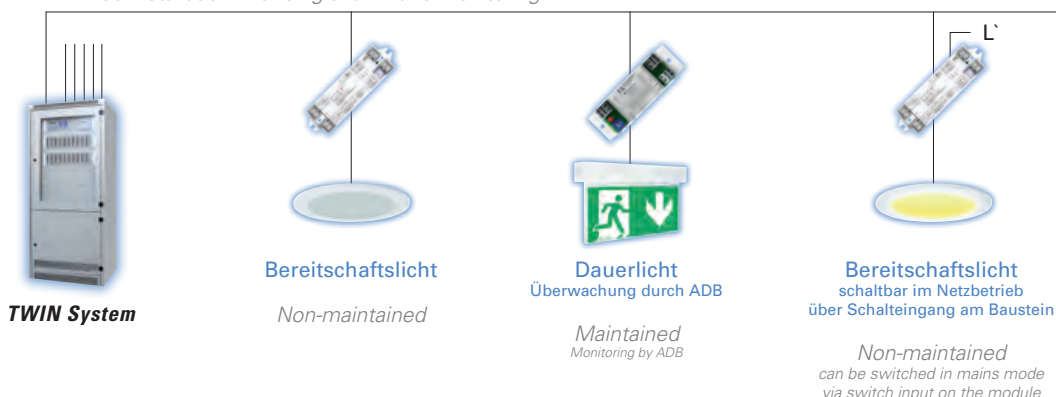 L`
TWIN System
Bereitschaftslicht
Non-maintained
Dauerlicht
Überwachung durch ADB
Maintained
Monitoring by ADB
Bereitschaftslicht
schaltbar im Netzbetrieb
über Schalteingang am Baustein
Non-maintained
can be switched in mains mode
via switch input on the module